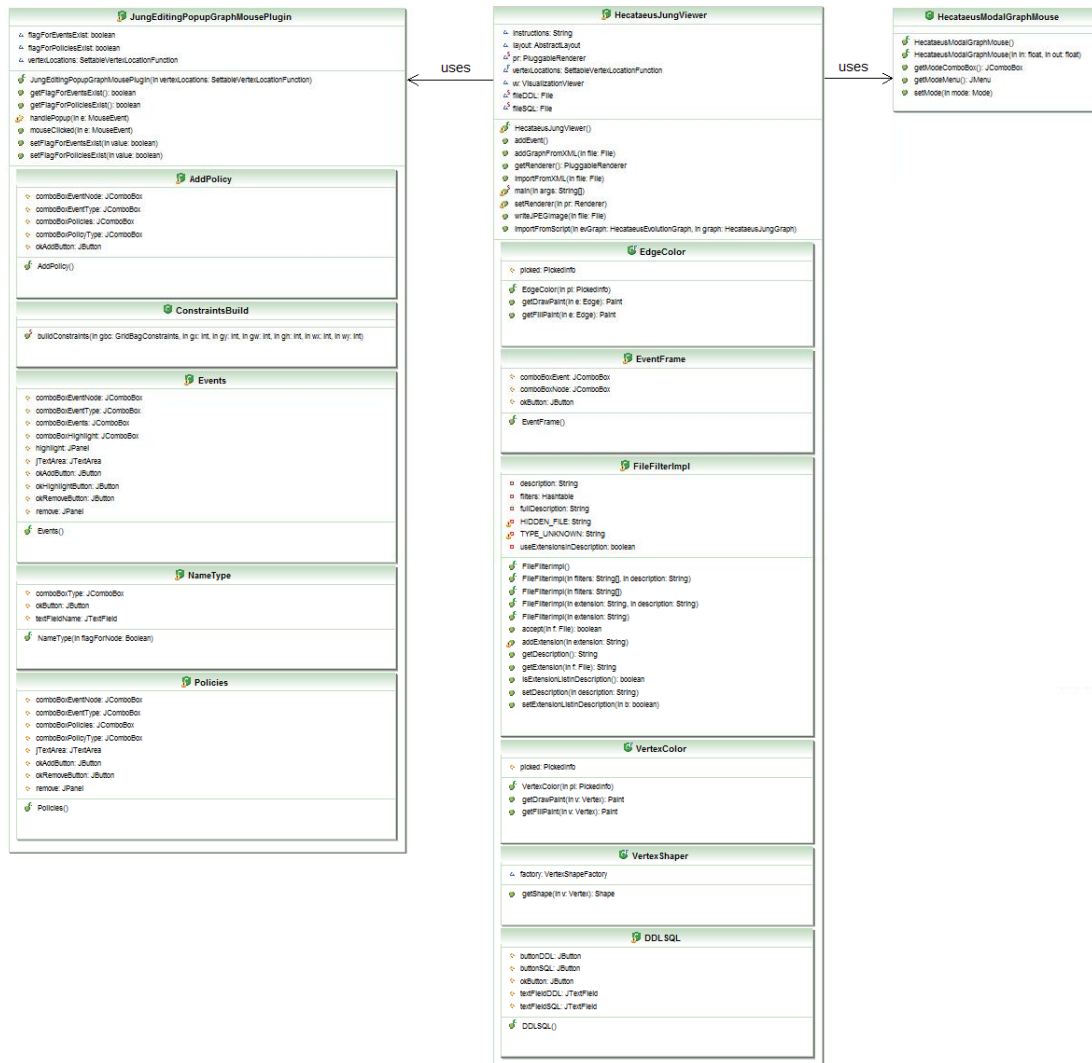 JungEditingPopupGraphMousePlugin
flagForEventsExist: boolean
flagForPoliciesExist: boolean
vertexLocations: SettableVertexLocationFunction
JungEditingPopupGraphMousePlugin(in vertexLocations: SettableVertexLocationFunction)
getFlagForEventsExist(): boolean
getFlagForPoliciesExist(): boolean
handlePopup(in e: MouseEvent)
mouseClicked(in e: MouseEvent)
setFlagForEventsExist(in value: boolean)
setFlagForPoliciesExist(in value: boolean)
AddPolicy
comboBoxEventNode: JComboBox
comboBoxEventType: JComboBox
comboBoxPolicies: JComboBox
comboBoxPolicyType: JComboBox
okAddButton: JButton
AddPolicy()
ConstraintsBuild
buildConstraints(in gbc: GridBagConstraints, in gx: int, in gy: int, in gw: int, in gh: int, in wx: int, in wy: int)
Events
comboBoxEventNode: JComboBox
comboBoxEventType: JComboBox
comboBoxEvents: JComboBox
comboBoxHighlight: JComboBox
highlight: JPanel
jTextArea: JTextArea
okAddButton: JButton
okHighlightButton: JButton
okRemoveButton: JButton
remove: JPanel
Events()
NameType
comboBoxType: JComboBox
okButton: JButton
textFieldName: JTextField
NameType(in flagForNode: Boolean)
Policies
comboBoxEventNode: JComboBox
comboBoxEventType: JComboBox
comboBoxPolicies: JComboBox
comboBoxPolicyType: JComboBox
jTextArea: JTextArea
okAddButton: JButton
okRemoveButton: JButton
remove: JPanel
Policies()
uses
HecataeusJungViewer
instructions: String
layout: AbstractLayout
pr: PluggableRenderer
vertexLocations: SettableVertexLocationFunction
vv: VisualizationViewer
fileDDL: File
fileSQL: File
HecataeusJungViewer()
addEvent()
addGraphFromXML(in file: File)
getRenderer(): PluggableRenderer
importFromXML(in file: File)
main(in args: String[])
setRenderer(in pr: Renderer)
writeJPEGImage(in file: File)
importFromScript(in evGraph: HecataeusEvolutionGraph, in graph: HecataeusJungGraph)
EdgeColor
picked: PickedInfo
EdgeColor(in pi: PickedInfo)
getDrawPaint(in e: Edge): Paint
getFillPaint(in e: Edge): Paint
EventFrame
comboBoxEvent: JComboBox
comboBoxNode: JComboBox
okButton: JButton
EventFrame()
FileFilterImpl
description: String
filters: Hashtable
fullDescription: String
HIDDEN_FILE: String
TYPE_UNKNOWN: String
useExtensionsInDescription: boolean
FileFilterImpl()
FileFilterImpl(in filters: String[], in description: String)
FileFilterImpl(in filters: String[])
FileFilterImpl(in extension: String, in description: String)
FileFilterImpl(in extension: String)
accept(in f: File): boolean
addExtension(in extension: String)
getDescription(): String
getExtension(in f: File): String
isExtensionListInDescription(): boolean
setDescription(in description: String)
setExtensionListInDescription(in b: boolean)
VertexColor
picked: PickedInfo
VertexColor(in pi: PickedInfo)
getDrawPaint(in v: Vertex): Paint
getFillPaint(in v: Vertex): Paint
VertexShaper
factory: VertexShapeFactory
getShape(in v: Vertex): Shape
DDLSQL
buttonDDL: JButton
buttonSQL: JButton
okButton: JButton
textFieldDDL: JTextField
textFieldSQL: JTextField
DDLSQL()
uses
HecataeusModalGraphMouse
HecataeusModalGraphMouse()
HecataeusModalGraphMouse(in in: float, in out: float)
getModeComboBox(): JComboBox
getModeMenu(): JMenu
setMode(in mode: Mode)